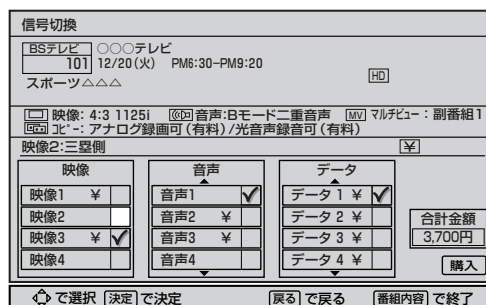 信号切換
BSテレビ ○○○テレビ
101 12/20(火) PM6:30-PM9:20
スポーツ△△△ HD
映像: 4:3 1125i 音声:Bモード二重音声 MV マルチビュー：副番組1
コピー: アナログ録画可(有料)/光音声録音可(有料)
映像2:三塁側 ¥
映像 音声 データ
映像1 ¥ 音声1 データ 1 ¥
映像2 音声2 ¥ データ 2 ¥ 合計金額
映像3 ¥ 音声3 ¥ データ 3 ¥ 3,700円
映像4 音声4 データ 4 ¥ 購入
で選択 決定 で決定 戻る で戻る 番組内容 で終了